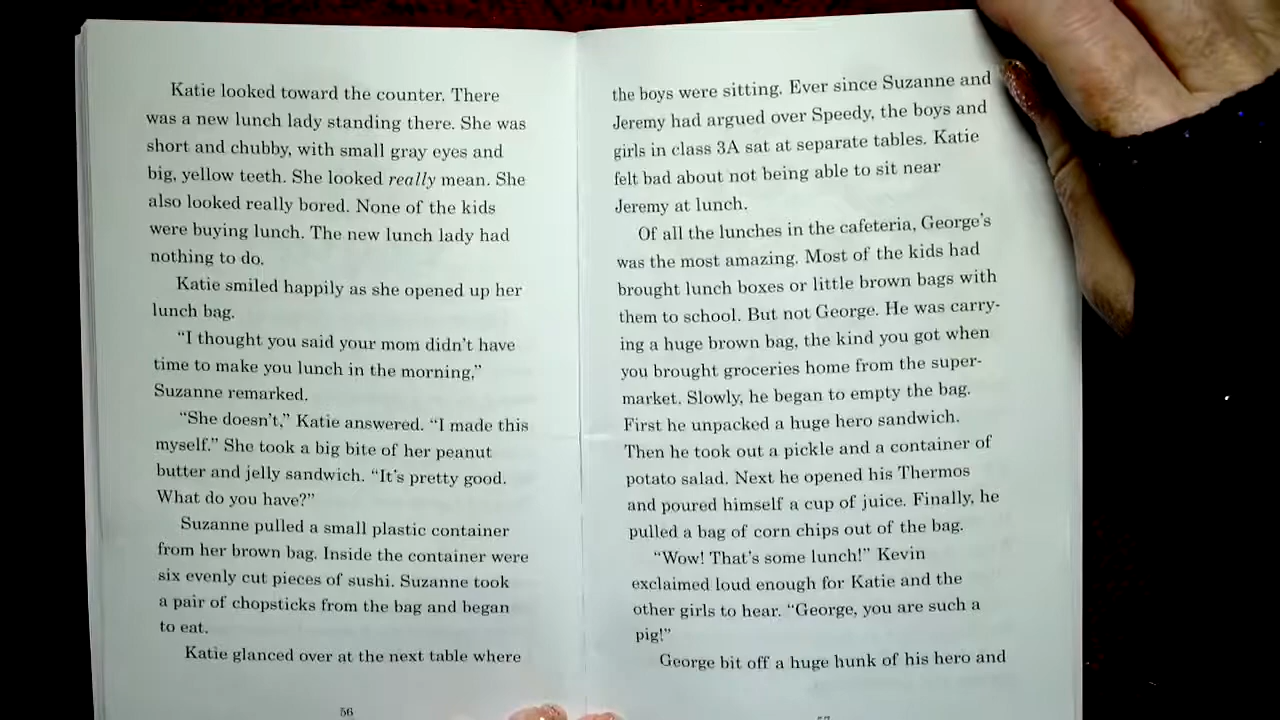 Katie looked toward the counter. There
was a new lunch lady standing there. She was
short and chubby, with small gray eyes and
big, yellow teeth. She looked really mean. She
also looked really bored. None of the kids
were buying lunch. The new lunch lady had
nothing to do.
Katie smiled happily as she opened up her
lunch bag.
“I thought you said your mom didn’t have
time to make you lunch in the morning,”
Suzanne remarked.
“She doesn’t,” Katie answered. “I made this
myself.” She took a big bite of her peanut
butter and jelly sandwich. “It’s pretty good.
What do you have?”
Suzanne pulled a small plastic container
from her brown bag. Inside the container were
six evenly cut pieces of sushi. Suzanne took
a pair of chopsticks from the bag and began
to eat.
Katie glanced over at the next table where
56
the boys were sitting. Ever since Suzanne and
Jeremy had argued over Speedy, the boys and
girls in class 3A sat at separate tables. Katie
felt bad about not being able to sit near
Jeremy at lunch.
Of all the lunches in the cafeteria, George’s
was the most amazing. Most of the kids had
brought lunch boxes or little brown bags with
them to school. But not George. He was carry-
ing a huge brown bag, the kind you got when
you brought groceries home from the super-
market. Slowly, he began to empty the bag.
First he unpacked a huge hero sandwich.
Then he took out a pickle and a container of
potato salad. Next he opened his Thermos
and poured himself a cup of juice. Finally, he
pulled a bag of corn chips out of the bag.
“Wow! That’s some lunch!” Kevin
exclaimed loud enough for Katie and the
other girls to hear. “George, you are such a
pig!”
George bit off a huge hunk of his hero and